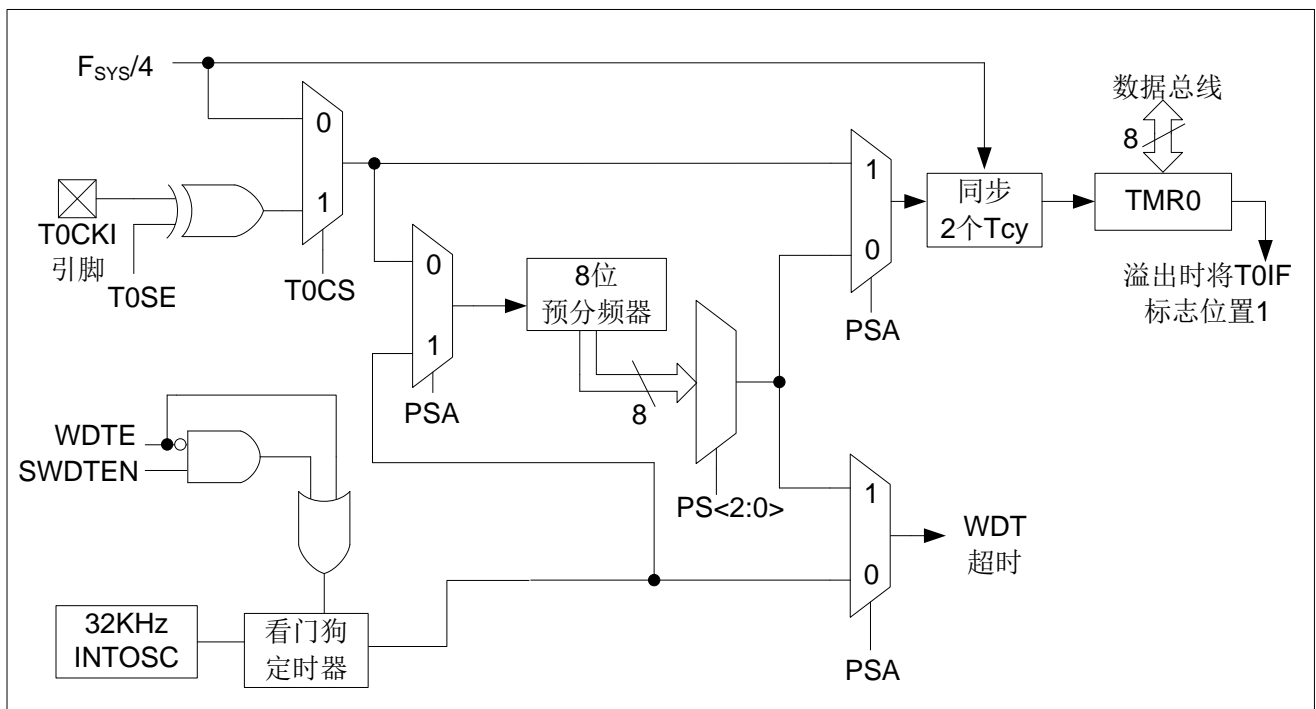 FSYS/4
数据总线
8
0
1
T0CKI
引脚
T0SE
T0CS
0
1
PSA
8位
预分频器
8
PS<2:0>
1
0
PSA
同步
2个Tcy
TMR0
溢出时将T0IF
标志位置1
WDTE
SWDTEN
32KHz
INTOSC
看门狗
定时器
1
0
PSA
WDT
超时